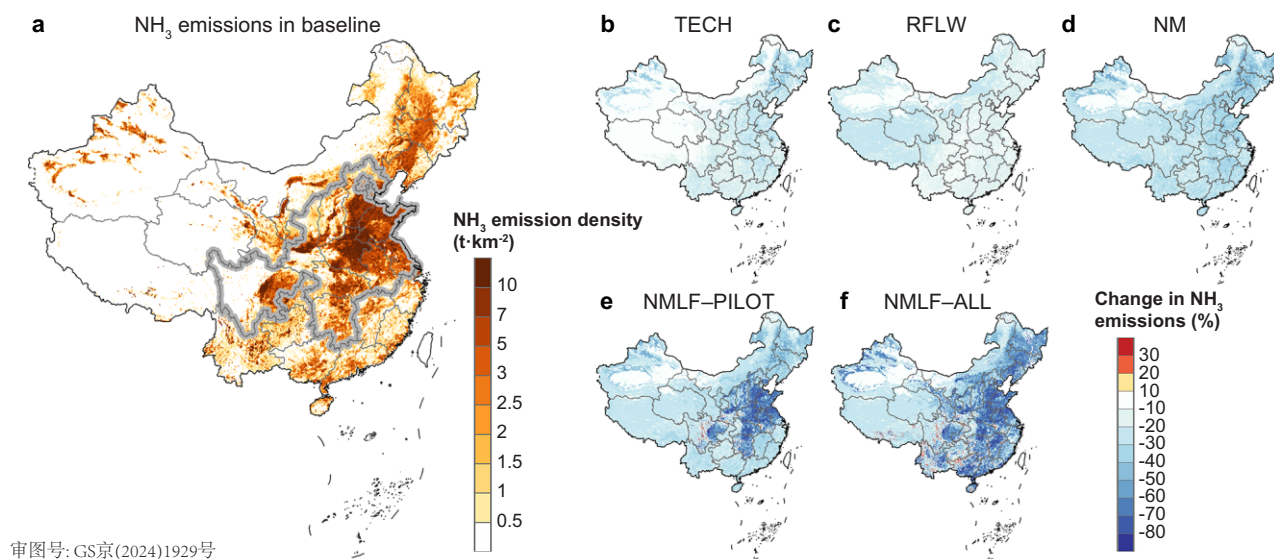 a NH₃ emissions in baseline
b TECH
c RFLW
d NM
NH₃ emission density
(t·km⁻²)
10
7
5
3
2.5
2
1.5
1
0.5
e NMLF–PILOT
f NMLF–ALL
Change in NH₃
emissions (%)
30
20
10
-10
-20
-30
-40
-50
-60
-70
-80
审图号: GS京(2024)1929号